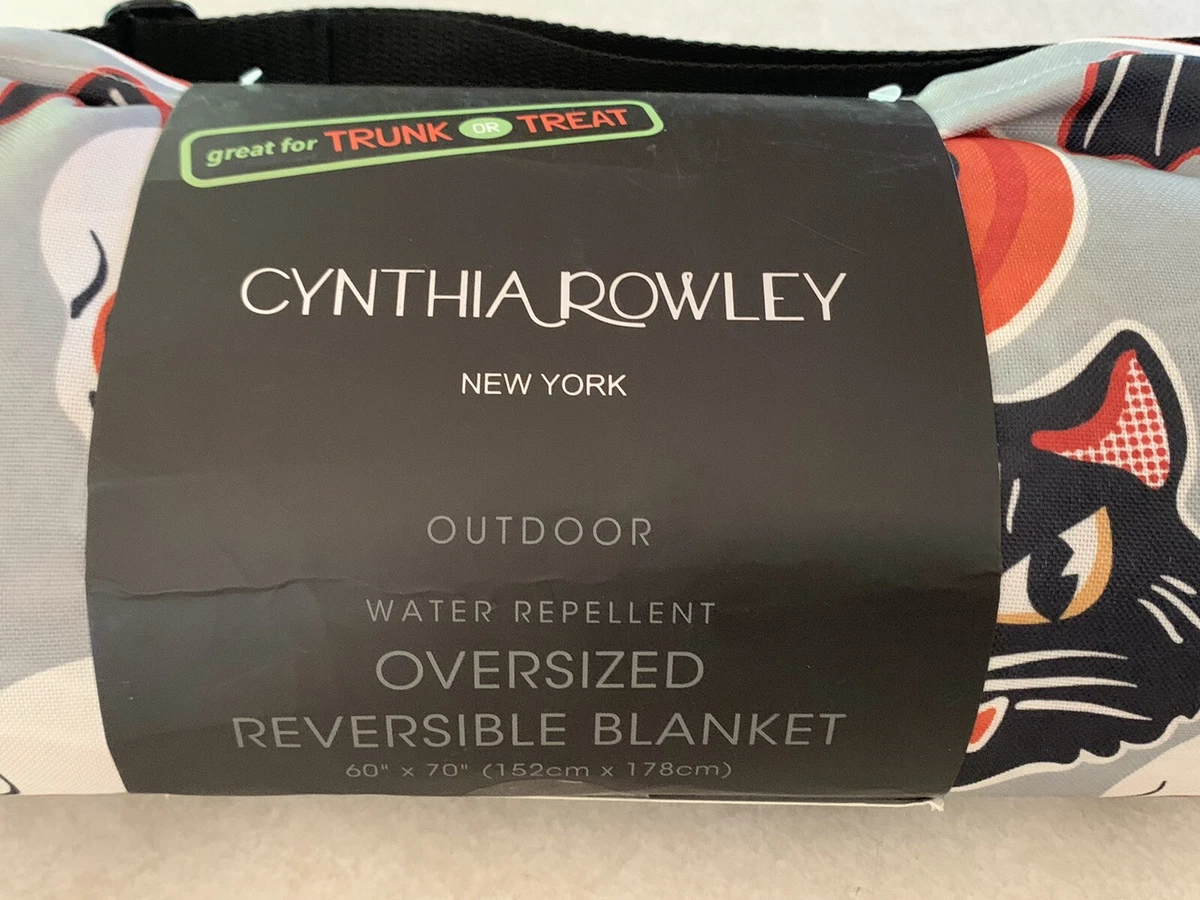 great for TRUNK OR TREAT
CYNTHIA ROWLEY
NEW YORK
OUTDOOR
WATER REPELLENT
OVERSIZED
REVERSIBLE BLANKET
60" x 70" (152cm x 178cm)